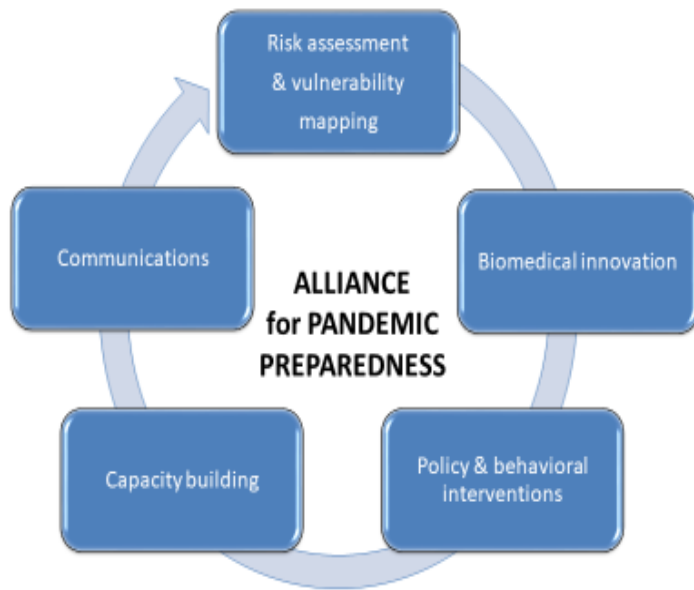 Risk assessment
& vulnerability
mapping
Communications
Biomedical innovation
ALLIANCE
for PANDEMIC
PREPAREDNESS
Capacity building
Policy & behavioral
interventions